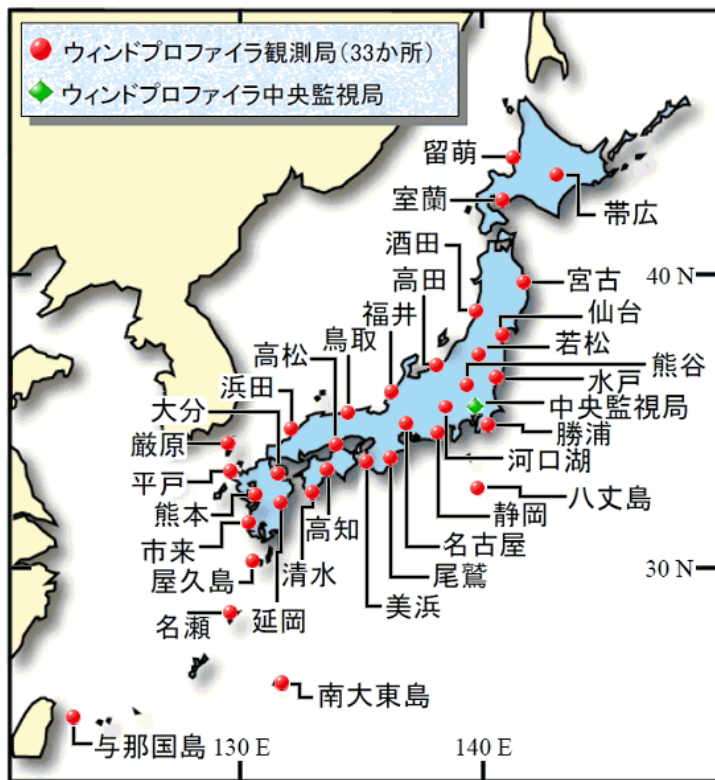 ウィンドプロファイラ観測局(33か所)
ウィンドプロファイラ中央監視局
留萌
室蘭
帯広
酒田
高田
宮古
40 N
福井
仙台
鳥取
若松
高松
熊谷
浜田
水戸
大分
中央監視局
厳原
勝浦
河口湖
平戸
八丈島
熊本
静岡
高知
市来
名古屋
清水
尾鷲
30 N
屋久島
美浜
延岡
名瀬
南大東島
与那国島
130 E
140 E